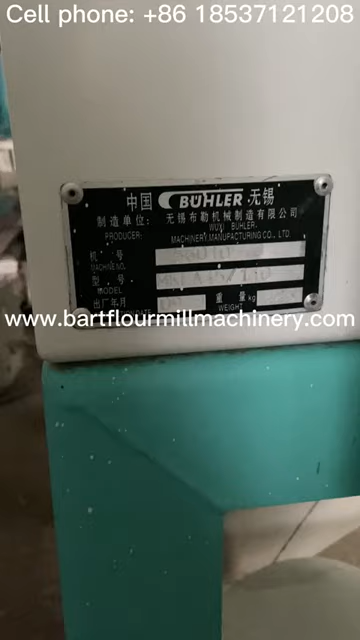 Cell phone: +86 18537121208
中国 BÜHLER 无锡
制造单位: 无锡布勒机械制造有限公司
PRODUCER: WUXI BUHLER
MACHINERY MANUFACTURING CO., LTD.
机号
MACHINE NO.
型号
MODEL
出厂年月 重量 kg
WEIGHT
www.bartflourmillmachinery.com